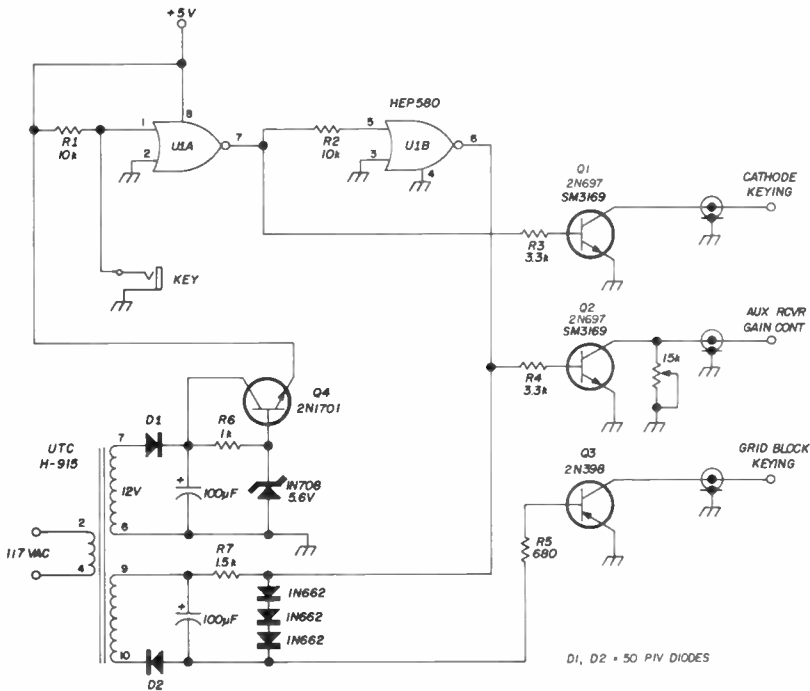 +5V
HEP580
R1
10k
1
2
8
U1A
7
R2
10k
5
3
U1B
4
6
Q1
2N697
SM3169
CATHODE
KEYING
R3
3.3k
KEY
Q2
2N697
SM3169
AUX RCVR
GAIN CONT
15k
R4
3.3k
Q4
2N1701
UTC
H-915
7
D1
R6
1k
12V
100µF
1N708
5.6V
6
Q3
2N398
GRID BLOCK
KEYING
R5
680
2
117 VAC
4
9
R7
1.5k
100µF
1N662
1N662
1N662
10
D2
D1, D2 = 50 PIV DIODES